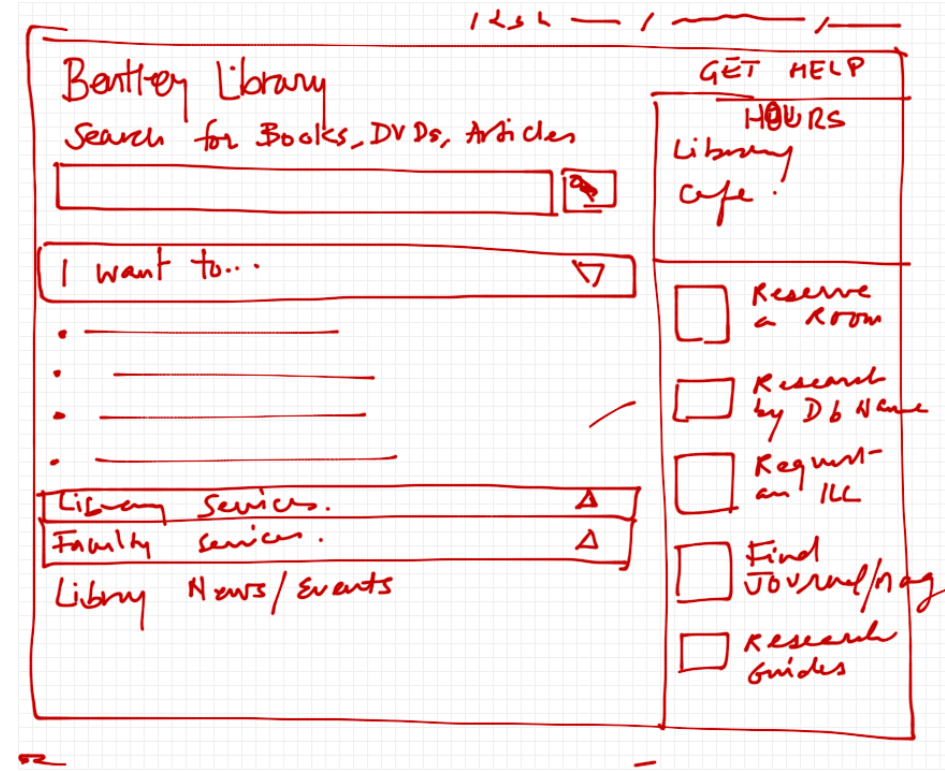 Bentley Library
Search for Books, DVDs, Articles
I want to...
Library Services.
Faculty Services.
Library News/Events
GET HELP
HOURS
Library
Cafe.
Reserve
a Room
Research
by Db Name
Request
an ILL
Find
Journal/Mag
Research
Guides